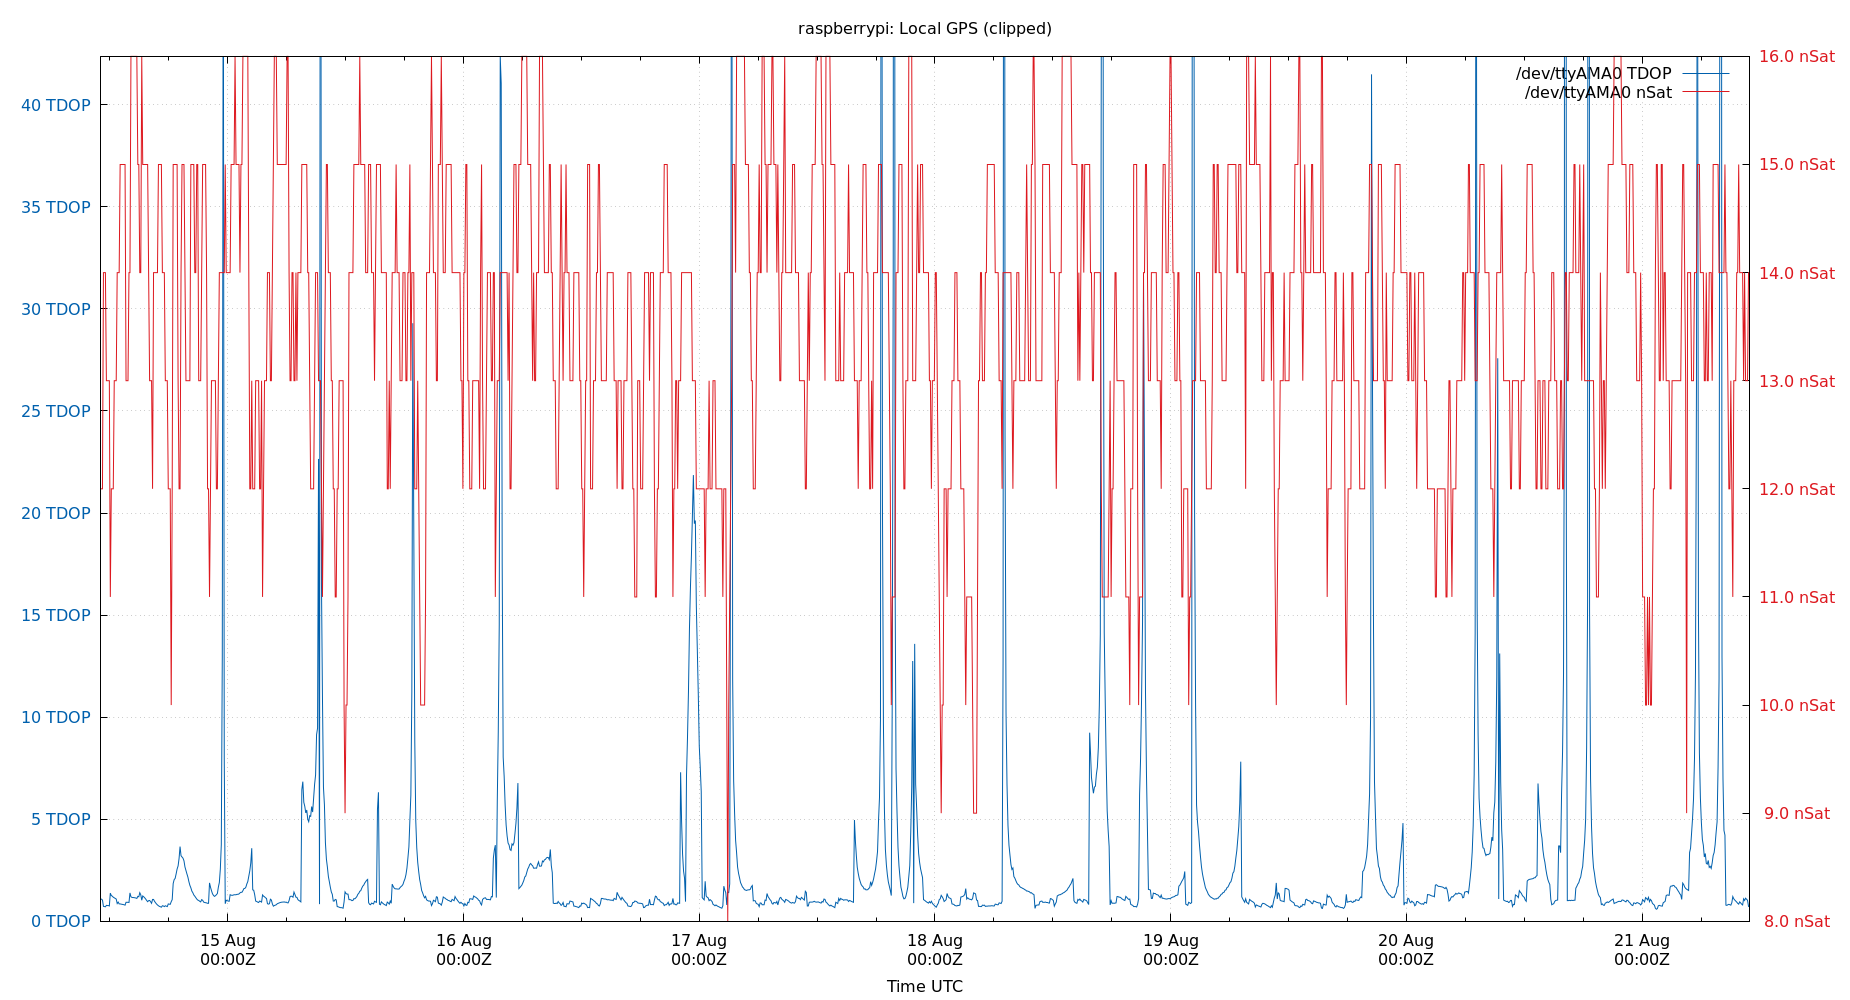 raspberrypi: Local GPS (clipped)
/dev/ttyAMA0 TDOP
/dev/ttyAMA0 nSat
40 TDOP
35 TDOP
30 TDOP
25 TDOP
20 TDOP
15 TDOP
10 TDOP
5 TDOP
0 TDOP
16.0 nSat
15.0 nSat
14.0 nSat
13.0 nSat
12.0 nSat
11.0 nSat
10.0 nSat
9.0 nSat
8.0 nSat
15 Aug
00:00Z
16 Aug
00:00Z
17 Aug
00:00Z
18 Aug
00:00Z
19 Aug
00:00Z
20 Aug
00:00Z
21 Aug
00:00Z
Time UTC